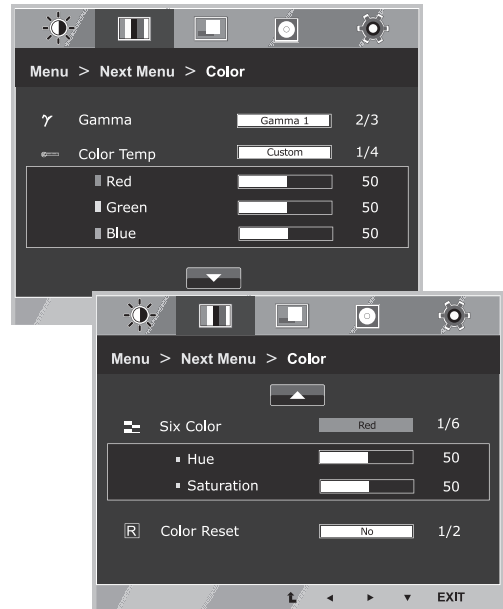 Menu > Next Menu > Color
γ Gamma Gamma 1 2/3
Color Temp Custom 1/4
Red 50
Green 50
Blue 50
Menu > Next Menu > Color
Six Color Red 1/6
Hue 50
Saturation 50
R Color Reset No 1/2
EXIT